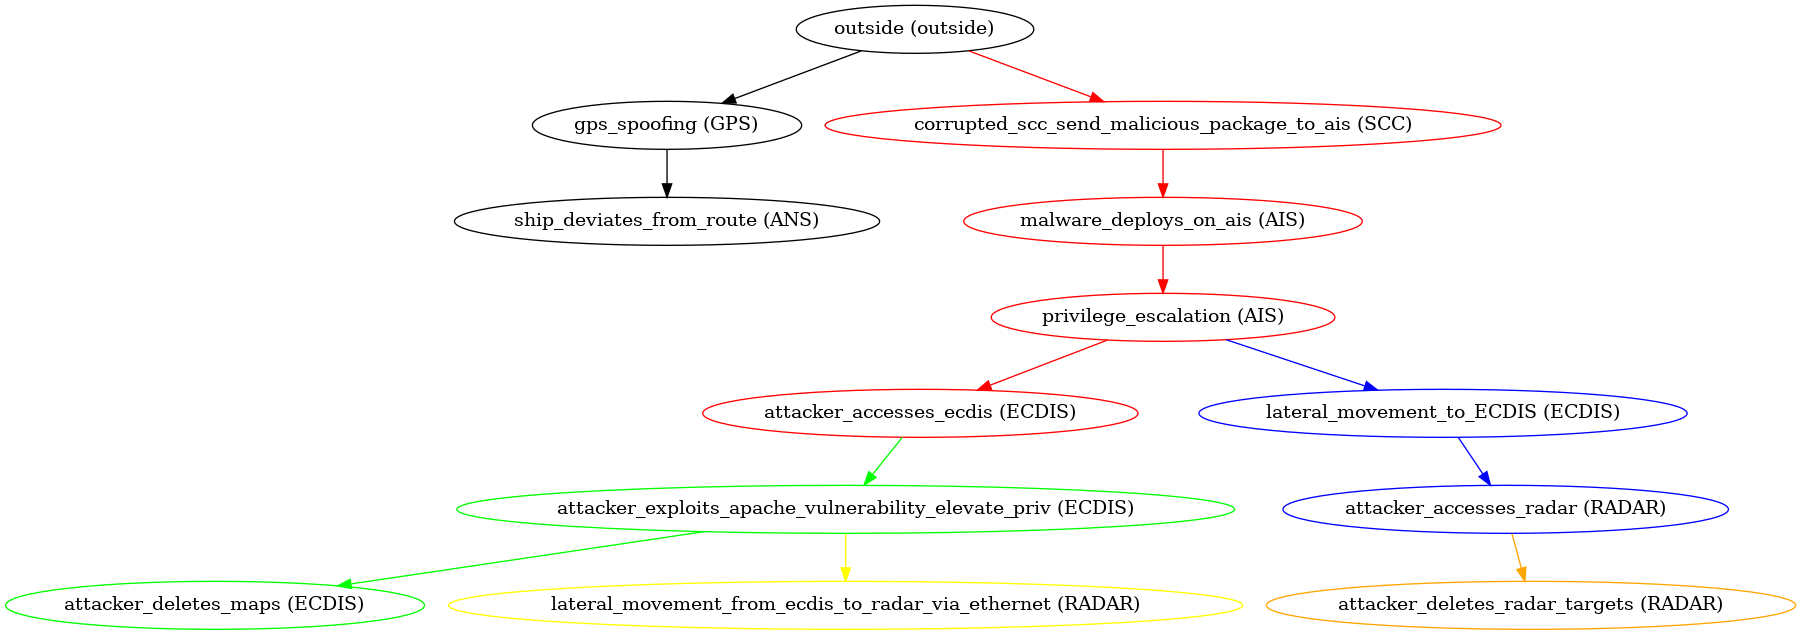 outside (outside)
gps_spoofing (GPS)
corrupted_scc_send_malicious_package_to_ais (SCC)
ship_deviates_from_route (ANS)
malware_deploys_on_ais (AIS)
privilege_escalation (AIS)
attacker_accesses_ecdis (ECDIS)
lateral_movement_to_ECDIS (ECDIS)
attacker_exploits_apache_vulnerability_elevate_priv (ECDIS)
attacker_accesses_radar (RADAR)
attacker_deletes_maps (ECDIS)
lateral_movement_from_ecdis_to_radar_via_ethernet (RADAR)
attacker_deletes_radar_targets (RADAR)